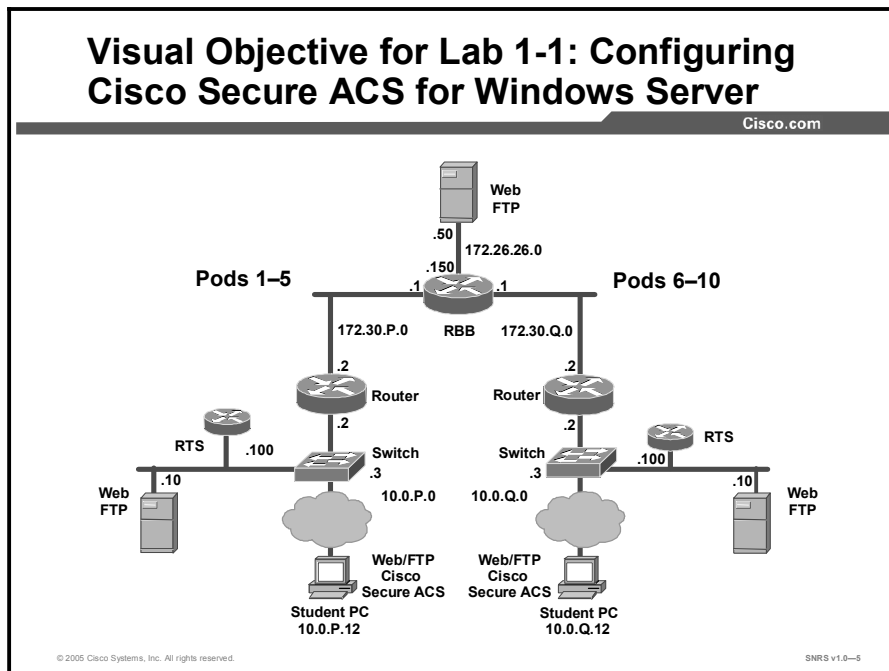 Visual Objective for Lab 1-1: Configuring
Cisco Secure ACS for Windows Server
Cisco.com
Web
FTP
.50
172.26.26.0
.150
Pods 1–5
Pods 6–10
.1
.1
172.30.P.0
RBB
172.30.Q.0
.2
.2
Router
Router
.2
.2
RTS
RTS
.100
Switch
Switch
.100
.3
.3
.10
10.0.P.0
10.0.Q.0
.10
Web
FTP
Web
FTP
Web/FTP
Cisco
Secure ACS
Web/FTP
Cisco
Secure ACS
Student PC
10.0.P.12
Student PC
10.0.Q.12
© 2005 Cisco Systems, Inc. All rights reserved.
SNRS v1.0—5